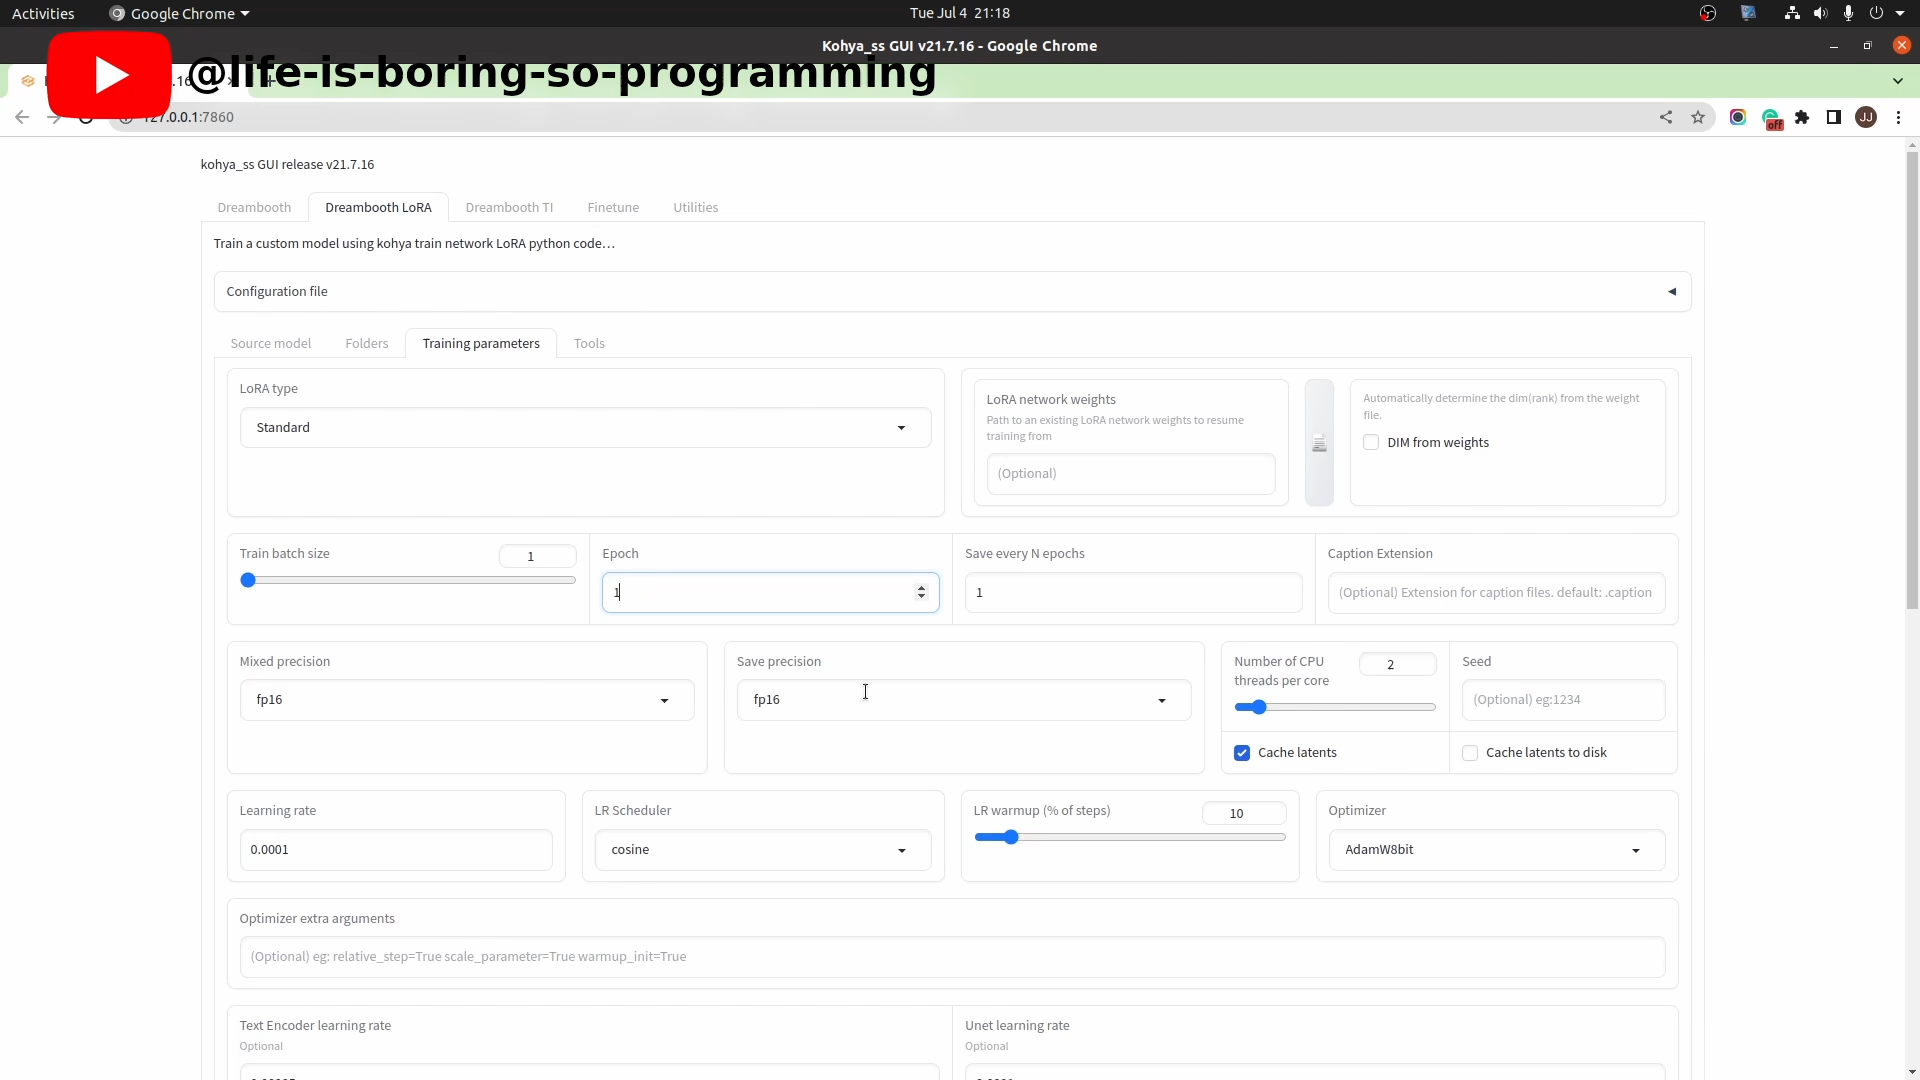 Activities
Google Chrome
Tue Jul 4 21:18
Kohya_ss GUI v21.7.16 - Google Chrome
@life-is-boring-so-programming
127.0.0.1:7860
off
JJ
kohya_ss GUI release v21.7.16
Dreambooth
Dreambooth LoRA
Dreambooth TI
Finetune
Utilities
Train a custom model using kohya train network LoRA python code…
Configuration file
Source model
Folders
Training parameters
Tools
LoRA type
Standard
LoRA network weights
Path to an existing LoRA network weights to resume
training from
(Optional)
Automatically determine the dim(rank) from the weight
file.
DIM from weights
Train batch size
1
Epoch
1
Save every N epochs
1
Caption Extension
(Optional) Extension for caption files. default: .caption
Mixed precision
fp16
Save precision
fp16
Number of CPU
threads per core
2
Seed
(Optional) eg:1234
Cache latents
Cache latents to disk
Learning rate
0.0001
LR Scheduler
cosine
LR warmup (% of steps)
10
Optimizer
AdamW8bit
Optimizer extra arguments
(Optional) eg: relative_step=True scale_parameter=True warmup_init=True
Text Encoder learning rate
Optional
Unet learning rate
Optional